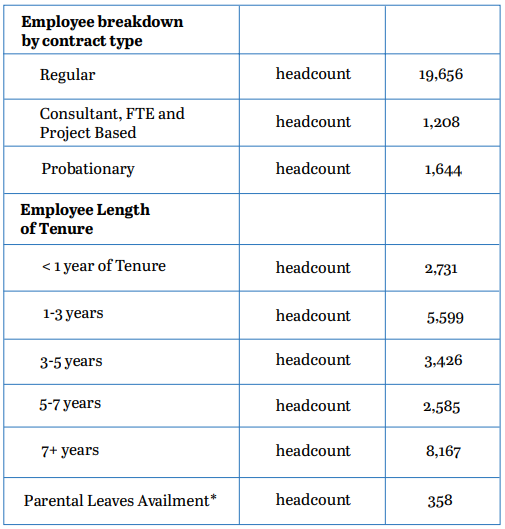 Employee breakdown
by contract type
Regular headcount 19,656
Consultant, FTE and
Project Based headcount 1,208
Probationary headcount 1,644
Employee Length
of Tenure
< 1 year of Tenure headcount 2,731
1-3 years headcount 5,599
3-5 years headcount 3,426
5-7 years headcount 2,585
7+ years headcount 8,167
Parental Leaves Availment* headcount 358